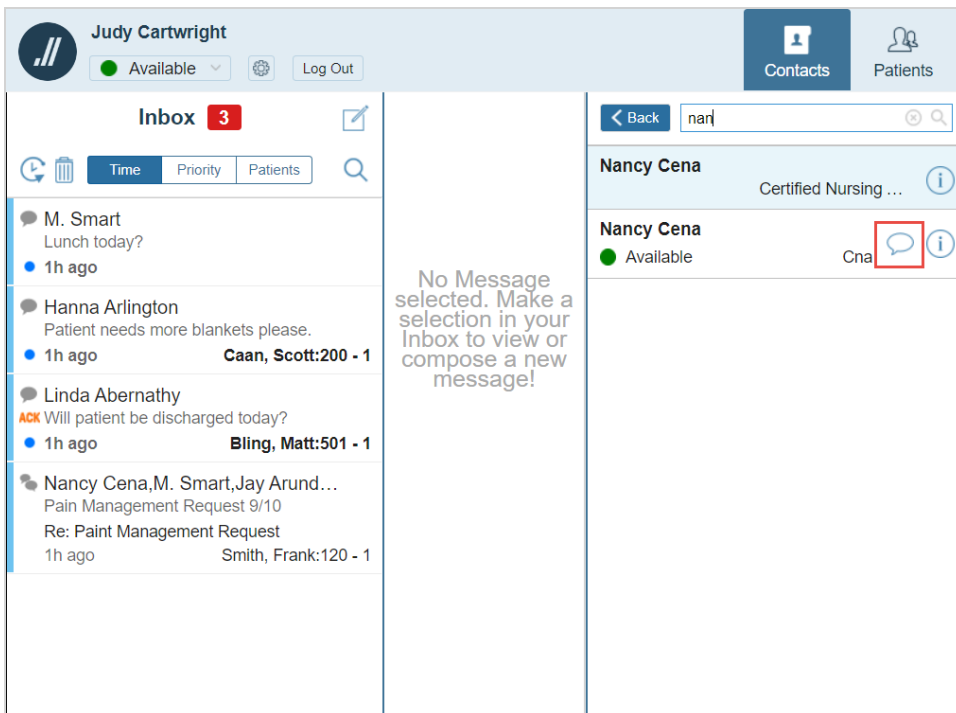 Judy Cartwright
Available
Log Out
Contacts
Patients
Inbox 3
Time Priority Patients
M. Smart
Lunch today?
1h ago
Hanna Arlington
Patient needs more blankets please.
1h ago Caan, Scott:200 - 1
Linda Abernathy
ACK Will patient be discharged today?
1h ago Bling, Matt:501 - 1
Nancy Cena,M. Smart,Jay Arund…
Pain Management Request 9/10
Re: Paint Management Request
1h ago Smith, Frank:120 - 1
No Message
selected. Make a
selection in your
Inbox to view or
compose a new
message!
Back nan
Nancy Cena
Certified Nursing …
Nancy Cena
Available Cna